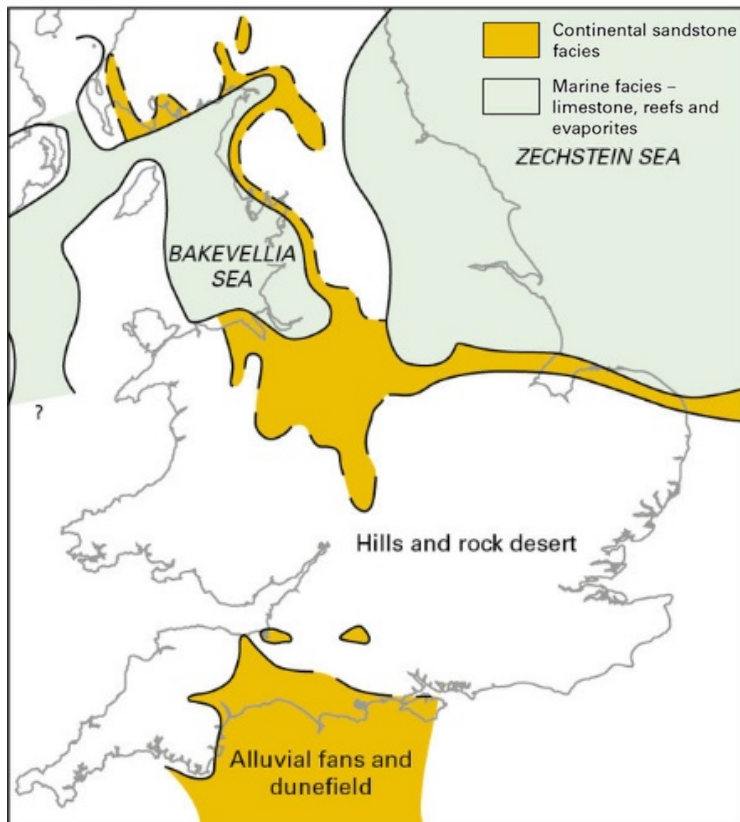 Continental sandstone
facies
Marine facies –
limestone, reefs and
evaporites
ZECHSTEIN SEA
BAKEVELLIA
SEA
?
Hills and rock desert
Alluvial fans and
dunefield